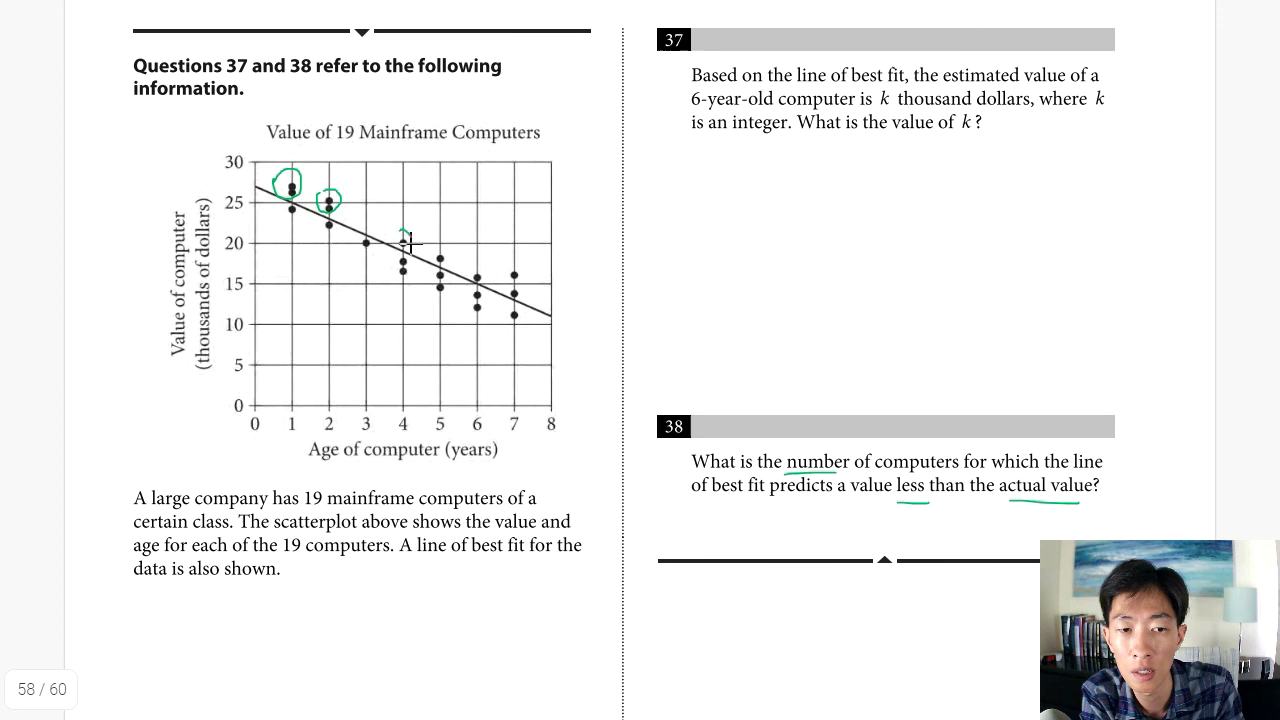 Questions 37 and 38 refer to the following
information.
Value of 19 Mainframe Computers
Value of computer
(thousands of dollars)
30
25
20
15
10
5
0
0 1 2 3 4 5 6 7 8
Age of computer (years)
A large company has 19 mainframe computers of a
certain class. The scatterplot above shows the value and
age for each of the 19 computers. A line of best fit for the
data is also shown.
37
Based on the line of best fit, the estimated value of a
6-year-old computer is k thousand dollars, where k
is an integer. What is the value of k?
38
What is the number of computers for which the line
of best fit predicts a value less than the actual value?
58 / 60